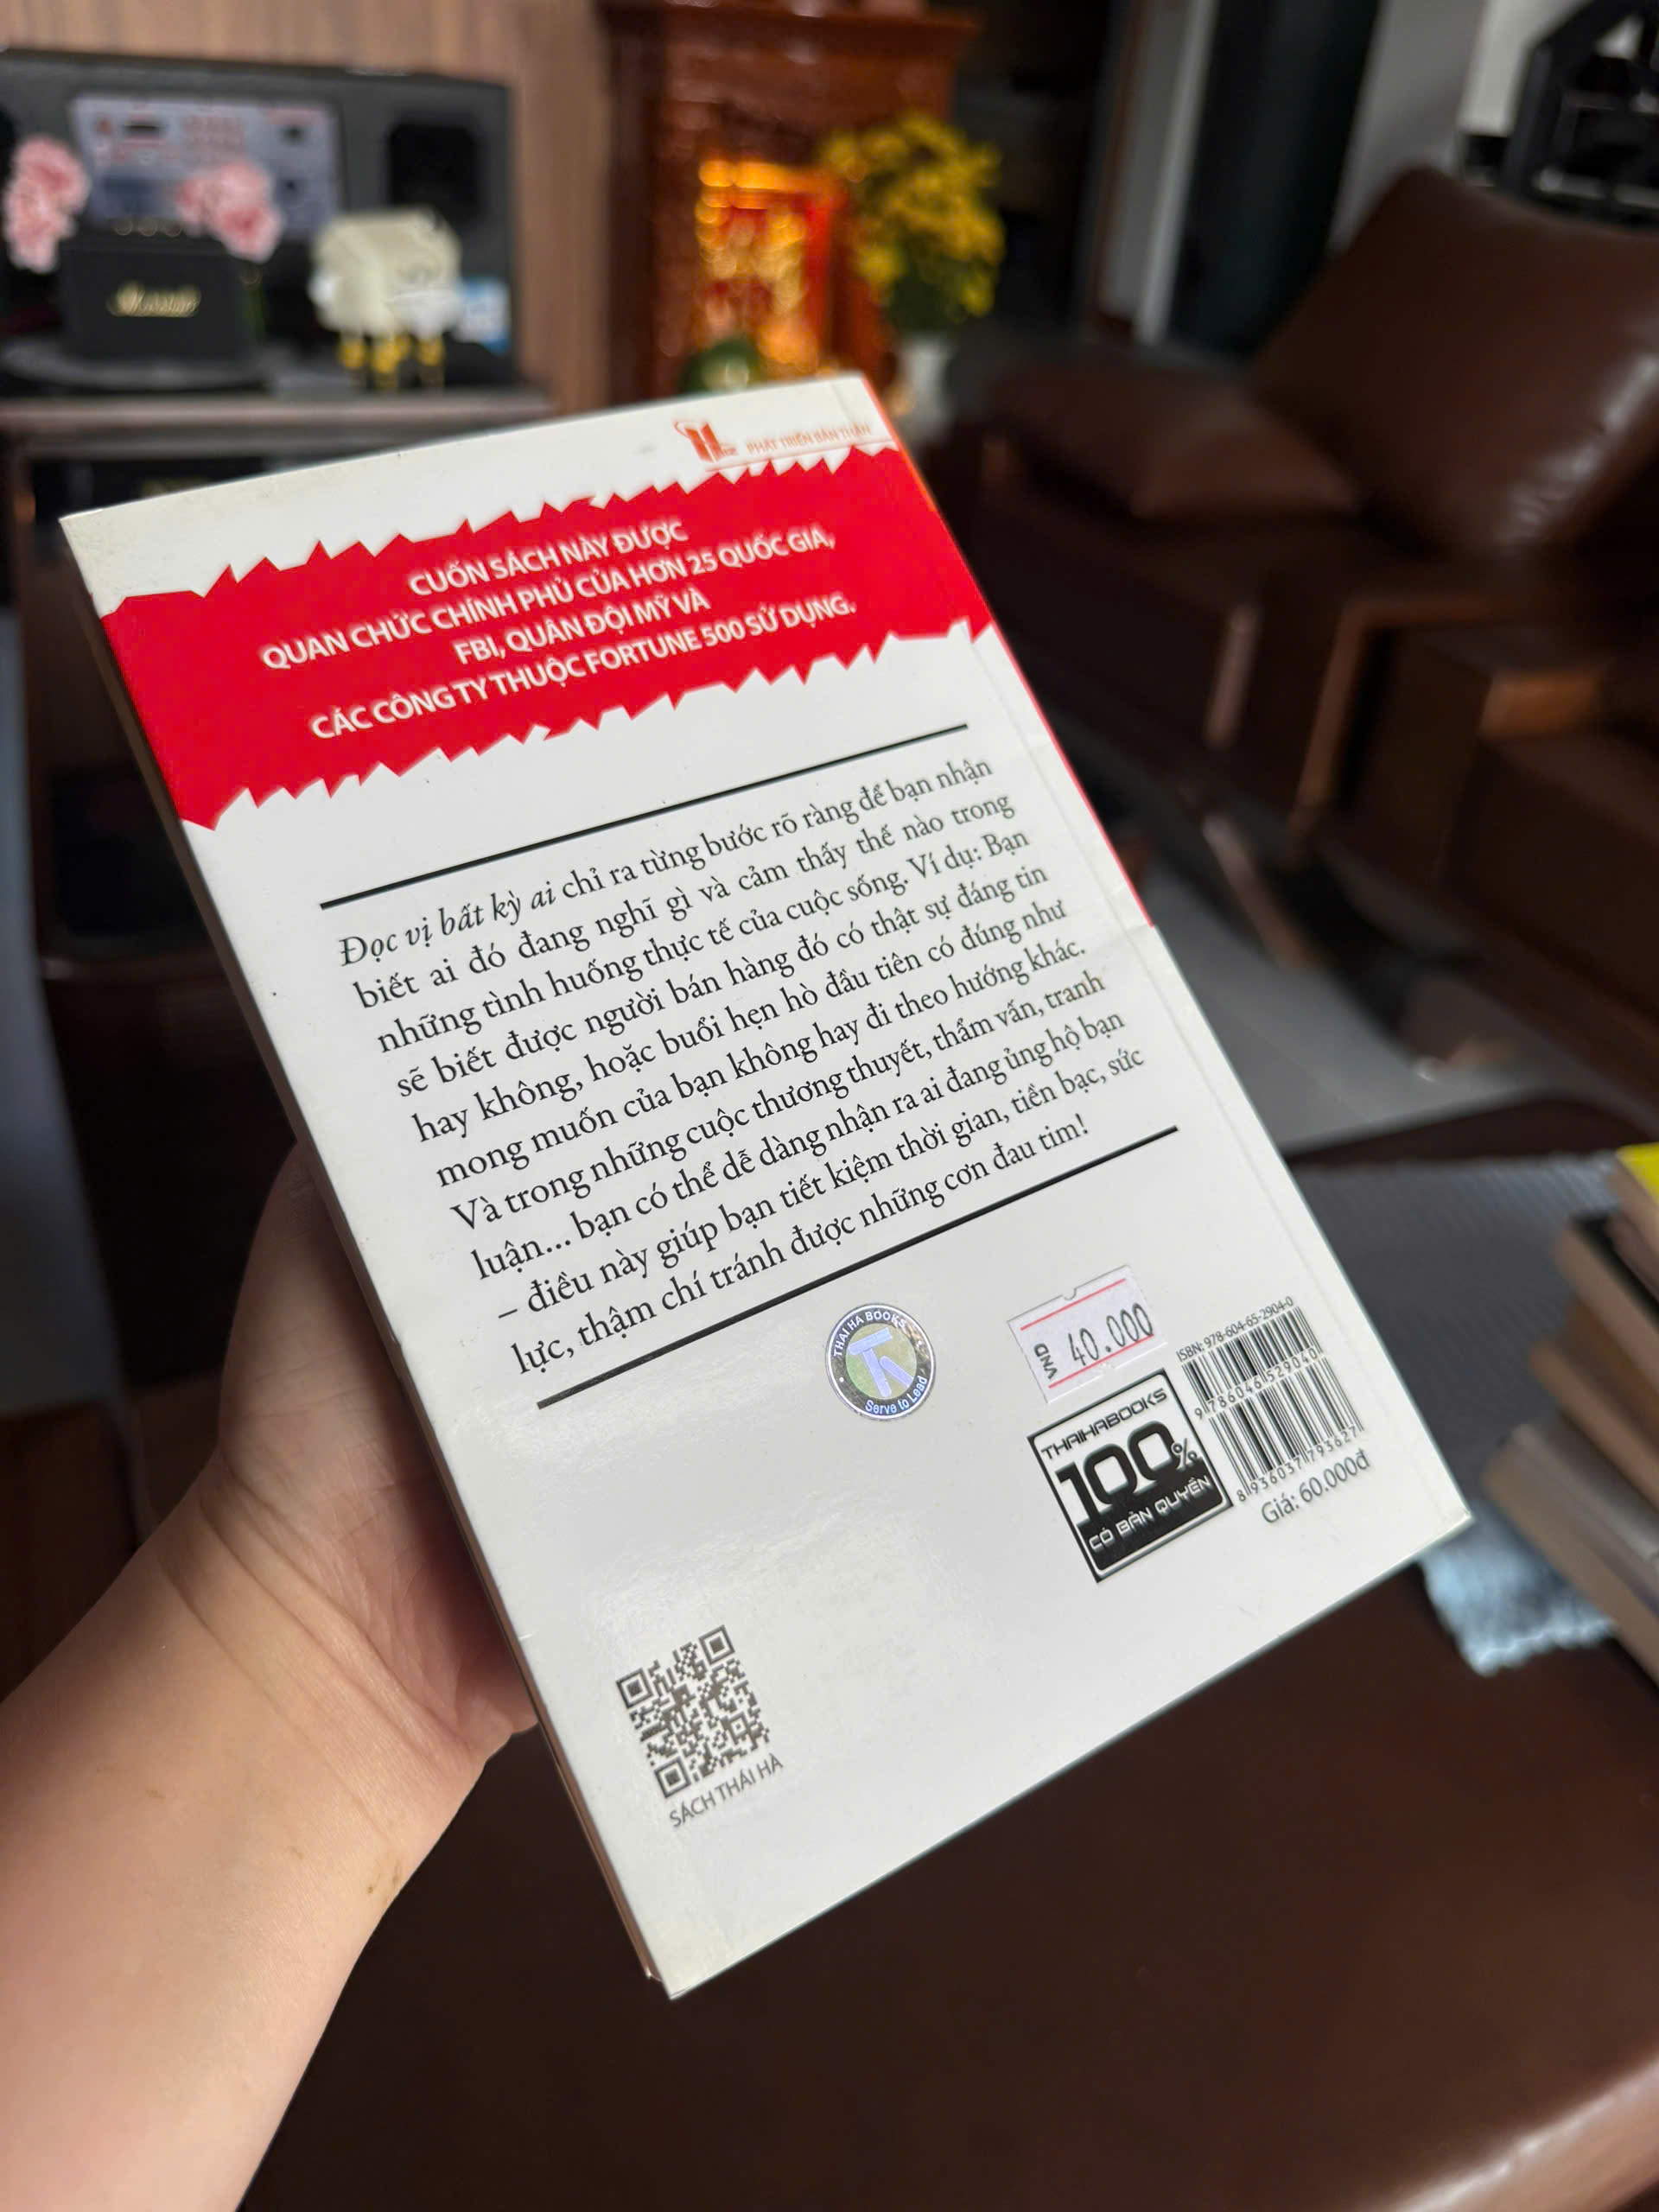 Marshall
PHÁT TRIỂN BẢN THÂN
CUỐN SÁCH NÀY ĐƯỢC
QUAN CHỨC CHÍNH PHỦ CỦA HƠN 25 QUỐC GIA,
FBI, QUÂN ĐỘI MỸ VÀ
CÁC CÔNG TY THUỘC FORTUNE 500 SỬ DỤNG.
Đọc vị bất kỳ ai chỉ ra từng bước rõ ràng để bạn nhận
biết ai đó đang nghĩ gì và cảm thấy thế nào trong
những tình huống thực tế của cuộc sống. Ví dụ: Bạn
sẽ biết được người bán hàng đó có thật sự đáng tin
hay không, hoặc buổi hẹn hò đầu tiên có đúng như
mong muốn của bạn không hay đi theo hướng khác.
Và trong những cuộc thương thuyết, thẩm vấn, tranh
luận... bạn có thể dễ dàng nhận ra ai đang ủng hộ bạn
– điều này giúp bạn tiết kiệm thời gian, tiền bạc, sức
lực, thậm chí tránh được những cơn đau tim!
THAI HA BOOKS
Serve to Lead
VND 40.000
THAIHABOOKS
100%
CÓ BẢN QUYỀN
ISBN: 978-604-65-2904-0
9 786046 529040
8 936037 793627
Giá: 60.000đ
SÁCH THÁI HÀ